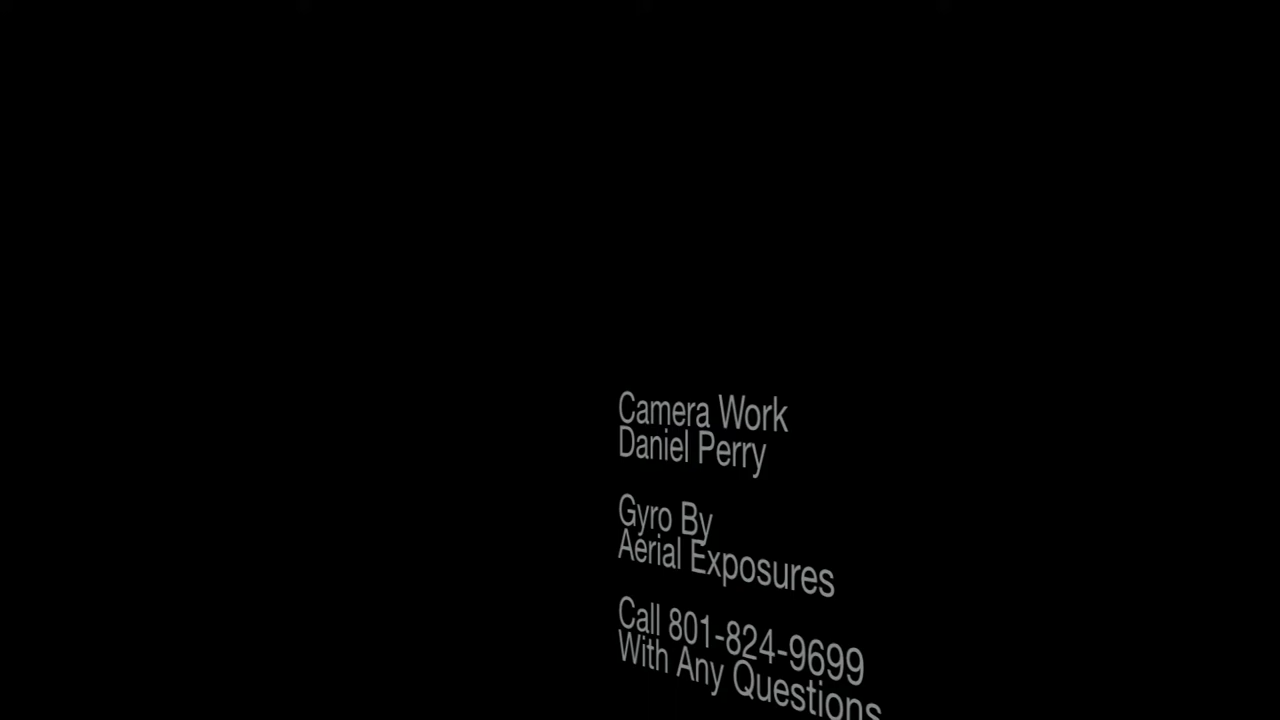 Camera Work
Daniel Perry
Gyro By
Aerial Exposures
Call 801-824-9699
With Any Questions